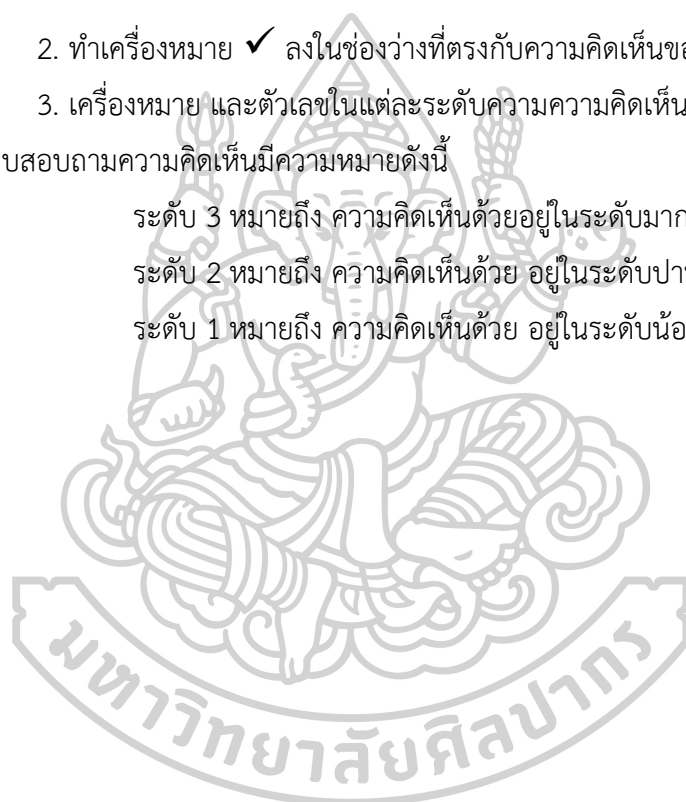 2. ทำเครื่องหมาย ✓ ลงในช่องว่างที่ตรงกับความคิดเห็นขอ
3. เครื่องหมาย และตัวเลขในแต่ละระดับความความคิดเห็น
บสอบถามความคิดเห็นมีความหมายดังนี้
ระดับ 3 หมายถึง ความคิดเห็นด้วยอยู่ในระดับมาก
ระดับ 2 หมายถึง ความคิดเห็นด้วย อยู่ในระดับปา
ระดับ 1 หมายถึง ความคิดเห็นด้วย อยู่ในระดับน้อ
มหาวิทยาลัยศิลปากร